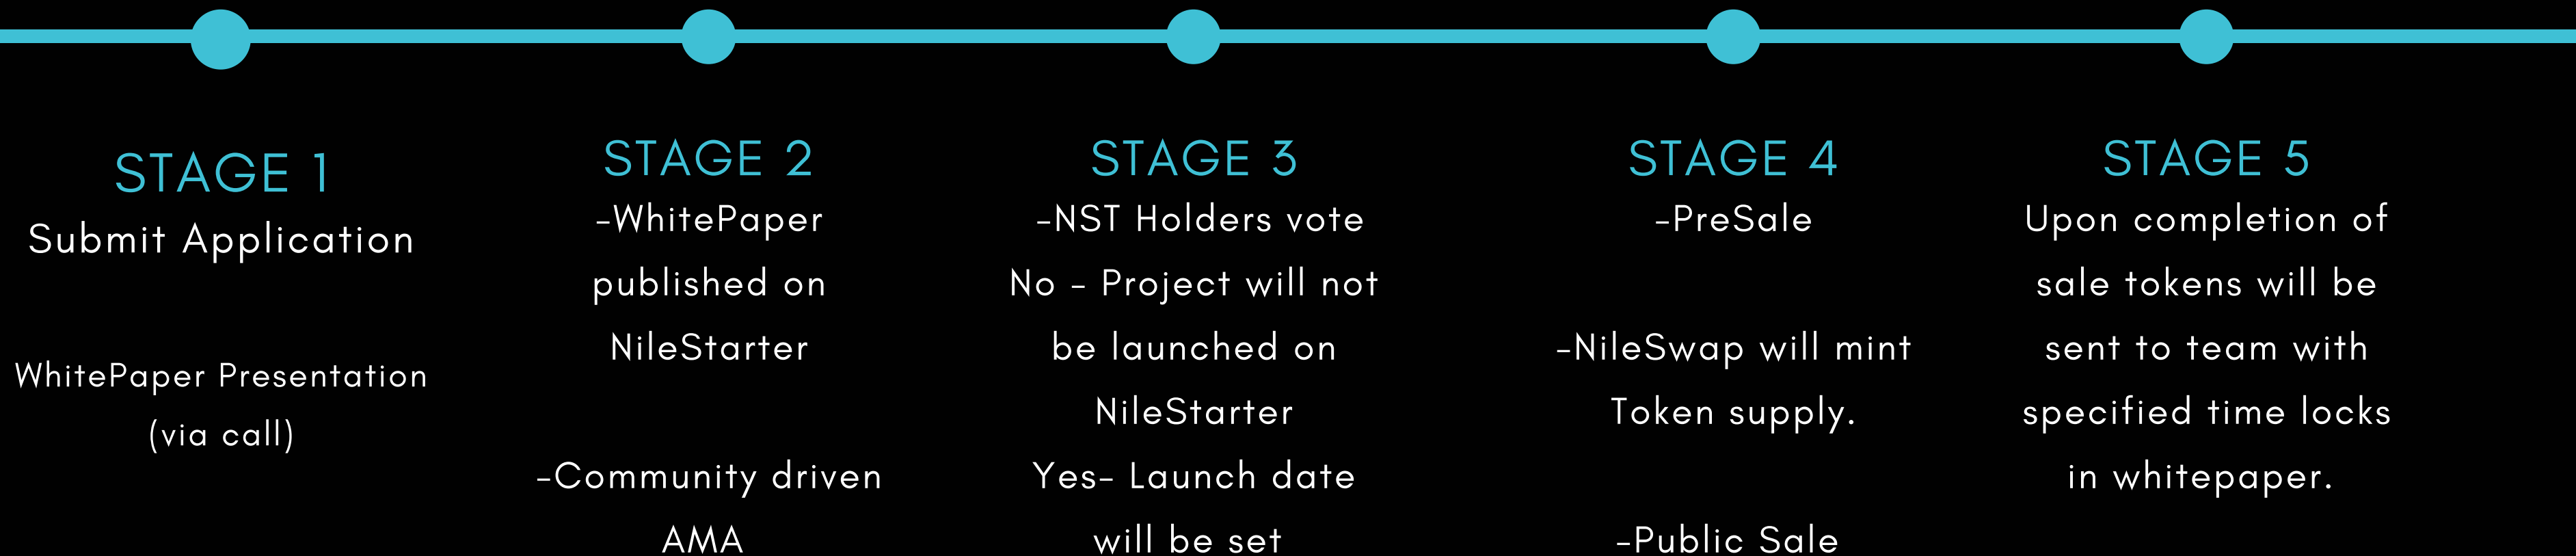 STAGE 1
Submit Application
WhitePaper Presentation
(via call)
STAGE 2
-WhitePaper
published on
NileStarter
-Community driven
AMA
STAGE 3
-NST Holders vote
No - Project will not
be launched on
NileStarter
Yes- Launch date
will be set
STAGE 4
-PreSale
-NileSwap will mint
Token supply.
-Public Sale
STAGE 5
Upon completion of
sale tokens will be
sent to team with
specified time locks
in whitepaper.